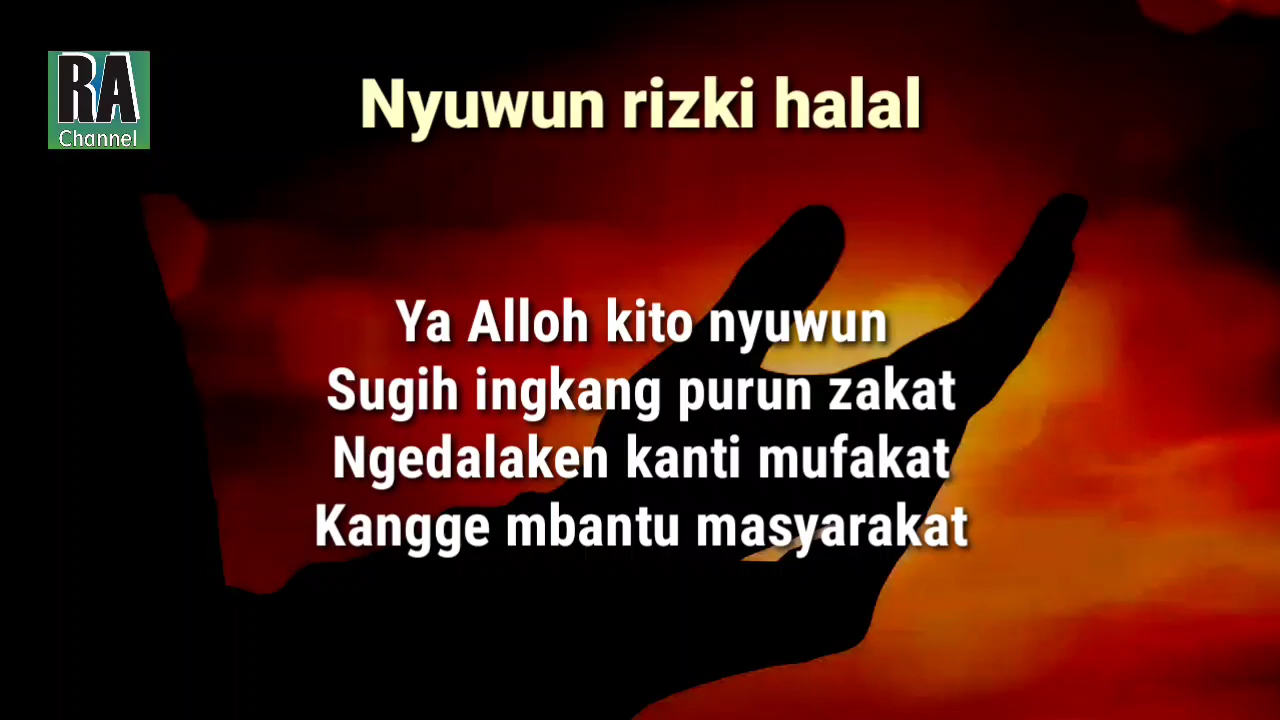 RA
Channel
Nyuwun rizki halal
Ya Alloh kito nyuwun
Sugih ingkang purun zakat
Ngedalaken kanti mufakat
Kangge mbantu masyarakat